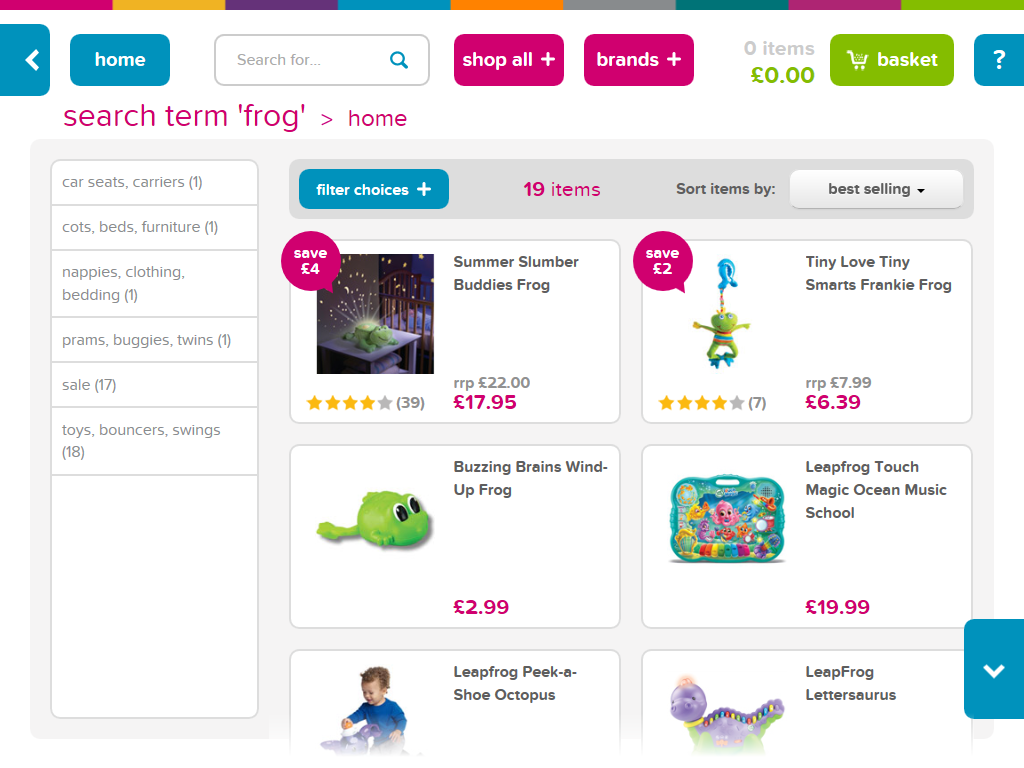 home
Search for...
shop all +
brands +
0 items
£0.00
basket
?
search term 'frog' > home
car seats, carriers (1)
cots, beds, furniture (1)
nappies, clothing,
bedding (1)
prams, buggies, twins (1)
sale (17)
toys, bouncers, swings
(18)
filter choices +
19 items
Sort items by:
best selling
save
£4
Summer Slumber
Buddies Frog
rrp £22.00
(39)
£17.95
save
£2
Tiny Love Tiny
Smarts Frankie Frog
rrp £7.99
(7)
£6.39
Buzzing Brains Wind-
Up Frog
£2.99
Leapfrog Touch
Magic Ocean Music
School
£19.99
Leapfrog Peek-a-
Shoe Octopus
LeapFrog
Lettersaurus